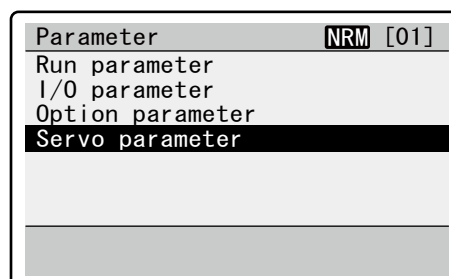 Parameter NRM [01]
Run parameter
I/O parameter
Option parameter
Servo parameter